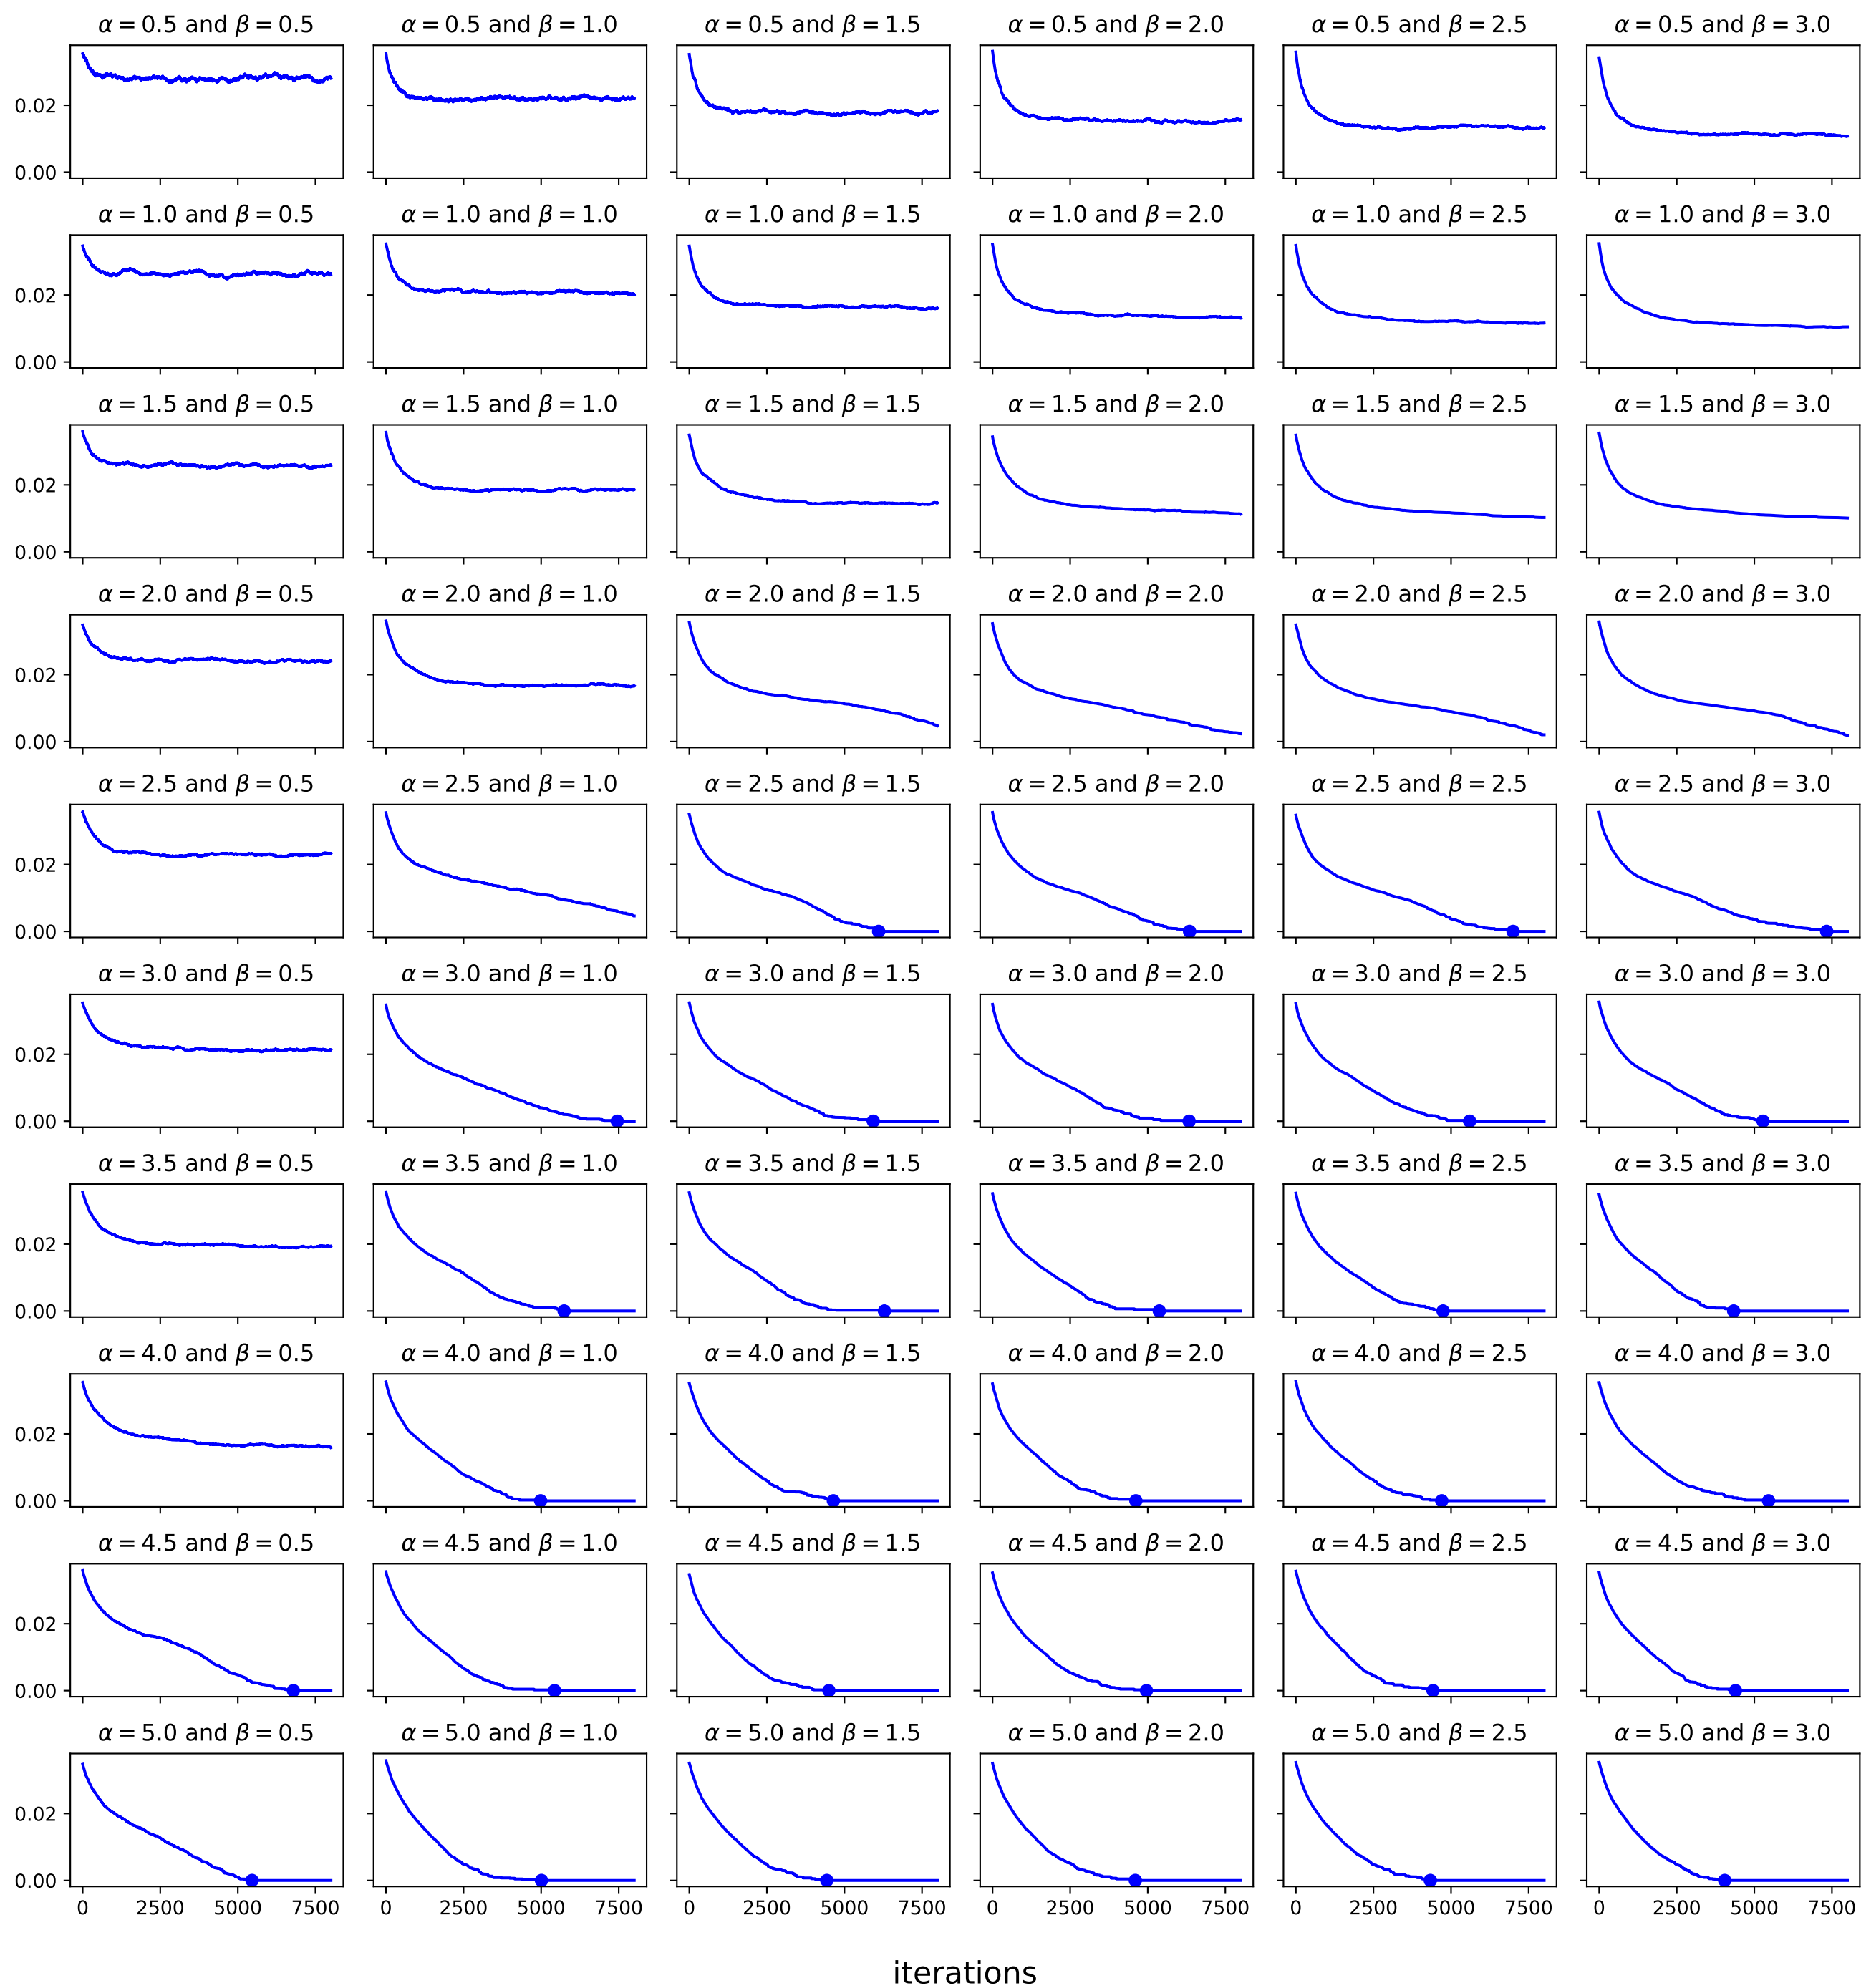 α = 0.5 and β = 0.5 α = 0.5 and β = 1.0 α = 0.5 and β = 1.5 α = 0.5 and β = 2.0 α = 0.5 and β = 2.5 α = 0.5 and β = 3.0
0.02
0.00
α = 1.0 and β = 0.5 α = 1.0 and β = 1.0 α = 1.0 and β = 1.5 α = 1.0 and β = 2.0 α = 1.0 and β = 2.5 α = 1.0 and β = 3.0
0.02
0.00
α = 1.5 and β = 0.5 α = 1.5 and β = 1.0 α = 1.5 and β = 1.5 α = 1.5 and β = 2.0 α = 1.5 and β = 2.5 α = 1.5 and β = 3.0
0.02
0.00
α = 2.0 and β = 0.5 α = 2.0 and β = 1.0 α = 2.0 and β = 1.5 α = 2.0 and β = 2.0 α = 2.0 and β = 2.5 α = 2.0 and β = 3.0
0.02
0.00
α = 2.5 and β = 0.5 α = 2.5 and β = 1.0 α = 2.5 and β = 1.5 α = 2.5 and β = 2.0 α = 2.5 and β = 2.5 α = 2.5 and β = 3.0
0.02
0.00
α = 3.0 and β = 0.5 α = 3.0 and β = 1.0 α = 3.0 and β = 1.5 α = 3.0 and β = 2.0 α = 3.0 and β = 2.5 α = 3.0 and β = 3.0
0.02
0.00
α = 3.5 and β = 0.5 α = 3.5 and β = 1.0 α = 3.5 and β = 1.5 α = 3.5 and β = 2.0 α = 3.5 and β = 2.5 α = 3.5 and β = 3.0
0.02
0.00
α = 4.0 and β = 0.5 α = 4.0 and β = 1.0 α = 4.0 and β = 1.5 α = 4.0 and β = 2.0 α = 4.0 and β = 2.5 α = 4.0 and β = 3.0
0.02
0.00
α = 4.5 and β = 0.5 α = 4.5 and β = 1.0 α = 4.5 and β = 1.5 α = 4.5 and β = 2.0 α = 4.5 and β = 2.5 α = 4.5 and β = 3.0
0.02
0.00
α = 5.0 and β = 0.5 α = 5.0 and β = 1.0 α = 5.0 and β = 1.5 α = 5.0 and β = 2.0 α = 5.0 and β = 2.5 α = 5.0 and β = 3.0
0.02
0.00
0 2500 5000 7500 0 2500 5000 7500 0 2500 5000 7500 0 2500 5000 7500 0 2500 5000 7500 0 2500 5000 7500
iterations